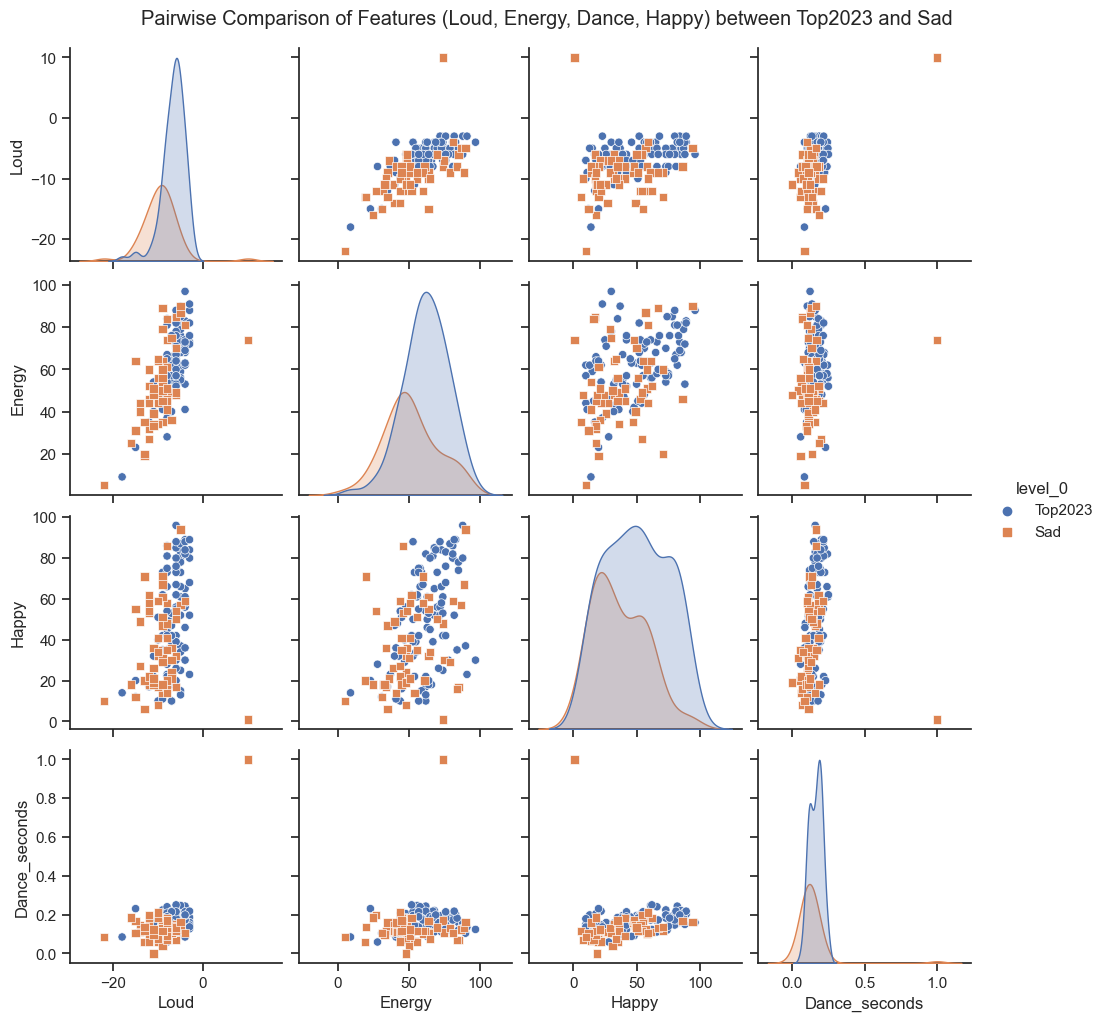 Pairwise Comparison of Features (Loud, Energy, Dance, Happy) between Top2023 and Sad
10
0
−10
−20
Loud
100
80
60
40
20
Energy
level_0
Top2023
Sad
100
80
60
40
20
0
Happy
1.0
0.8
0.6
0.4
0.2
0.0
Dance_seconds
−20 0 0 50 100 0 50 100 0.0 0.5 1.0
Loud Energy Happy Dance_seconds